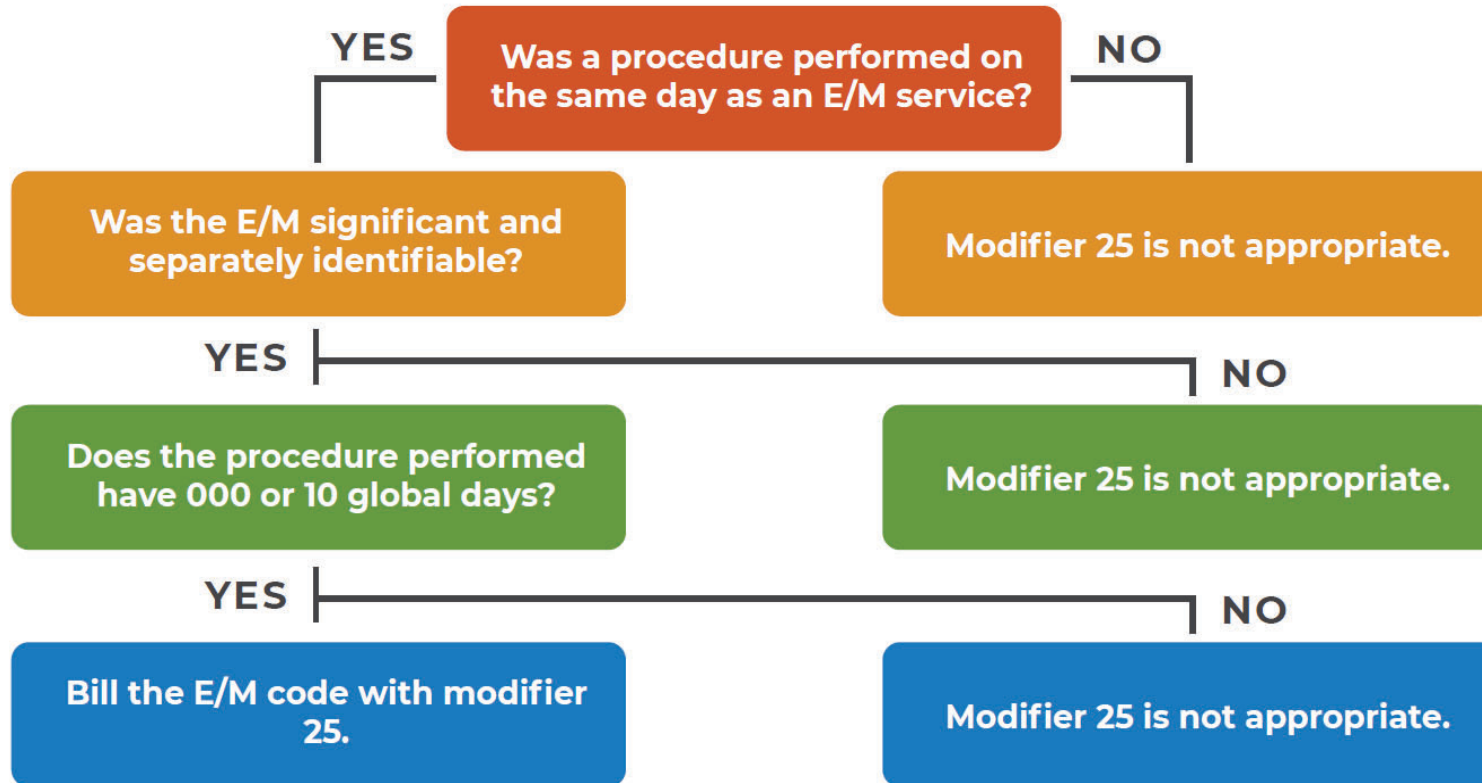 YES
Was a procedure performed on
the same day as an E/M service?
NO
Was the E/M significant and
separately identifiable?
Modifier 25 is not appropriate.
YES
NO
Does the procedure performed
have 000 or 10 global days?
Modifier 25 is not appropriate.
YES
NO
Bill the E/M code with modifier
25.
Modifier 25 is not appropriate.